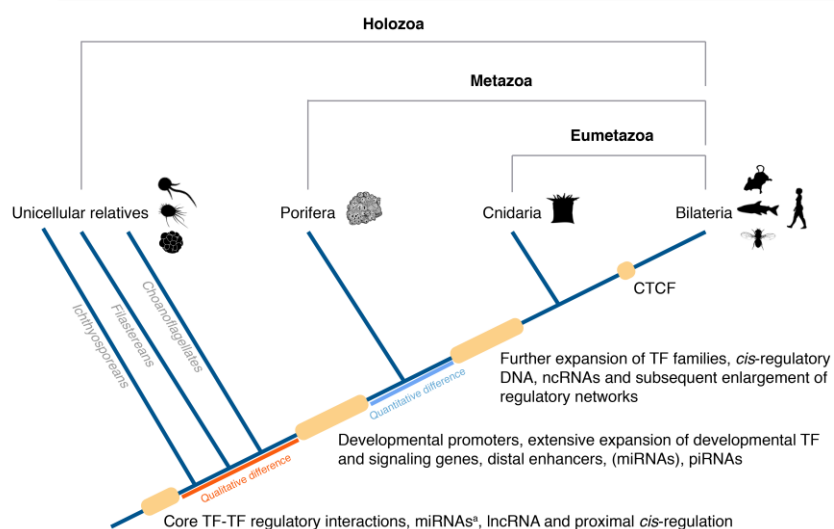 Holozoa
Metazoa
Eumetazoa
Unicellular relatives
Porifera
Cnidaria
Bilateria
Ichthyosporeans
Filastereans
Choanoflagellates
CTCF
Further expansion of TF families, cis-regulatory
DNA, ncRNAs and subsequent enlargement of
regulatory networks
Quantitative difference
Developmental promoters, extensive expansion of developmental TF
and signaling genes, distal enhancers, (miRNAs), piRNAs
Qualitative difference
Core TF-TF regulatory interactions, miRNAsᵃ, lncRNA and proximal cis-regulation